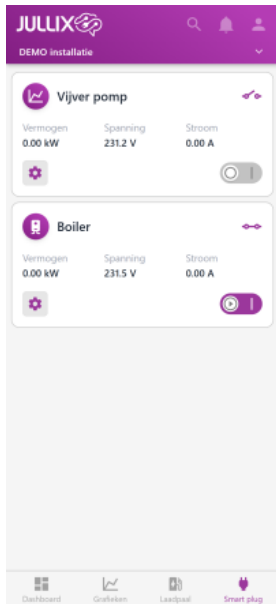 JULLIX
DEMO installatie
Vijver pomp
Vermogen Spanning Stroom
0.00 kW 231.2 V 0.00 A
Boiler
Vermogen Spanning Stroom
0.00 kW 231.5 V 0.00 A
Dashboard Grafieken Laadpaal Smart plug